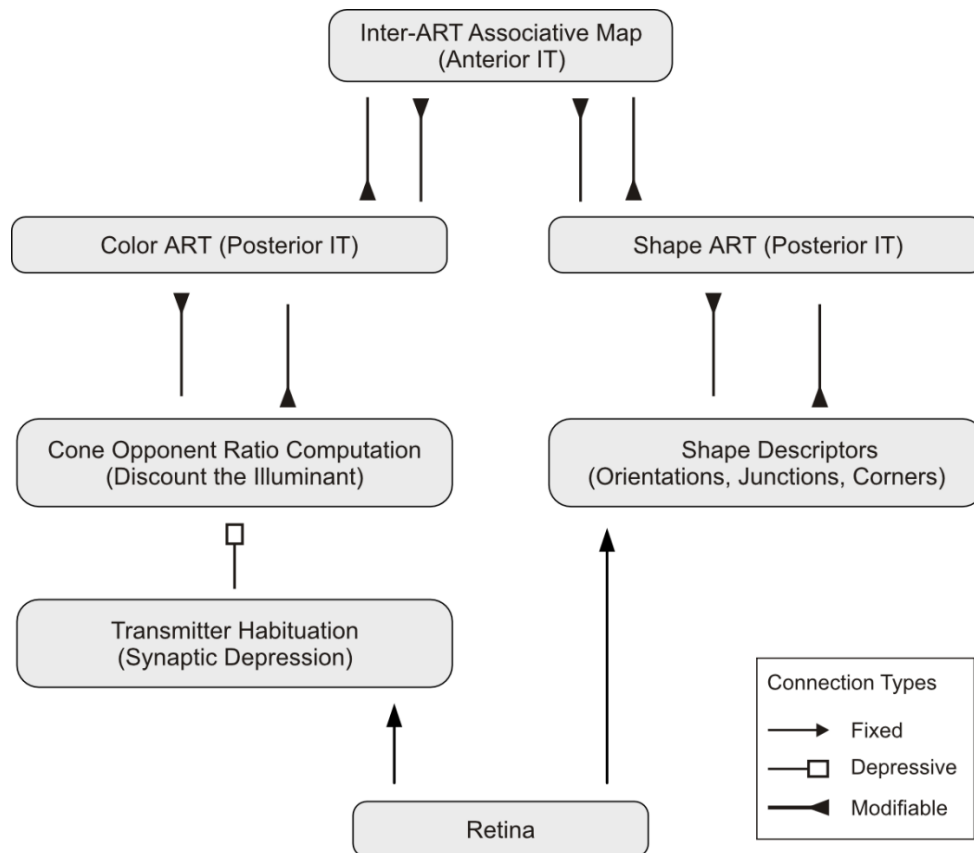 Inter-ART Associative Map
(Anterior IT)
Color ART (Posterior IT)
Shape ART (Posterior IT)
Cone Opponent Ratio Computation
(Discount the Illuminant)
Shape Descriptors
(Orientations, Junctions, Corners)
Transmitter Habituation
(Synaptic Depression)
Retina
Connection Types
Fixed
Depressive
Modifiable